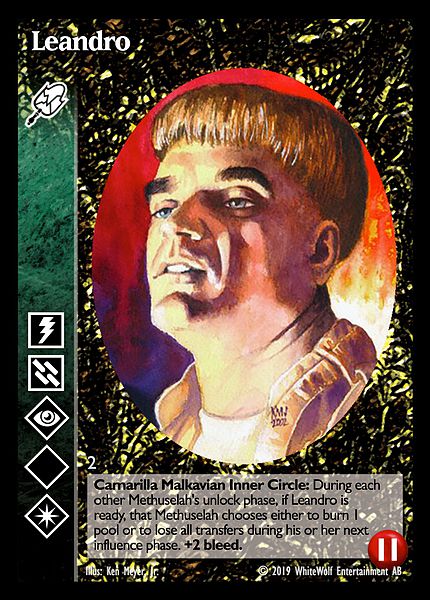 Leandro
KMJ
2002
2
Camarilla Malkavian Inner Circle: During each
other Methuselah's unlock phase, if Leandro is
ready, that Methuselah chooses either to burn 1
pool or to lose all transfers during his or her next
influence phase. +2 bleed.
11
Illus: Ken Meyer, Jr.
© 2019 WhiteWolf Entertainment AB